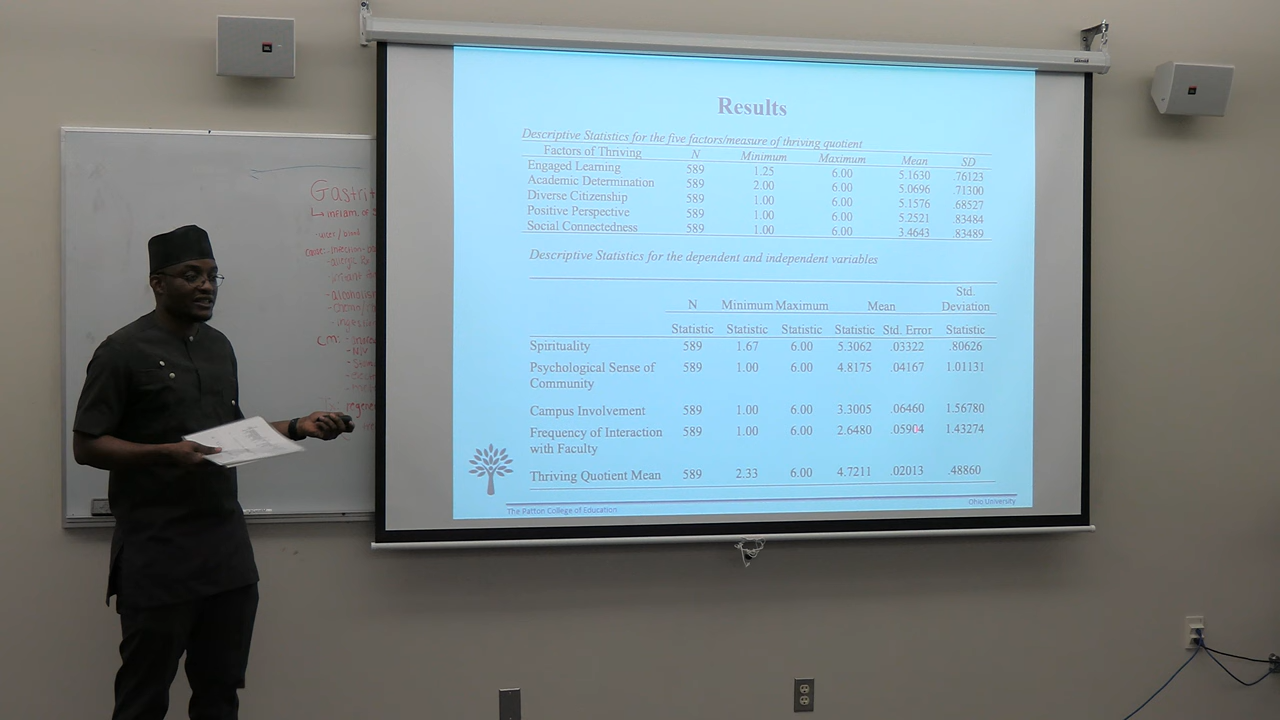 Results
Descriptive Statistics for the five factors/measure of thriving quotient
Factors of Thriving N Minimum Maximum Mean SD
Engaged Learning 589 1.25 6.00 5.1630 .76123
Academic Determination 589 2.00 6.00 5.0696 .71300
Diverse Citizenship 589 1.00 6.00 5.1576 .68527
Positive Perspective 589 1.00 6.00 5.2521 .83484
Social Connectedness 589 1.00 6.00 3.4643 .83489
Descriptive Statistics for the dependent and independent variables
Std.
N Minimum Maximum Mean Deviation
Statistic Statistic Statistic Statistic Std. Error Statistic
Spirituality 589 1.67 6.00 5.3062 .03322 .80626
Psychological Sense of 589 1.00 6.00 4.8175 .04167 1.01131
Community
Campus Involvement 589 1.00 6.00 3.3005 .06460 1.56780
Frequency of Interaction 589 1.00 6.00 2.6480 .05904 1.43274
with Faculty
Thriving Quotient Mean 589 2.33 6.00 4.7211 .02013 .48860
The Patton College of Education
Ohio University
Gastrit
↳ inflam. of